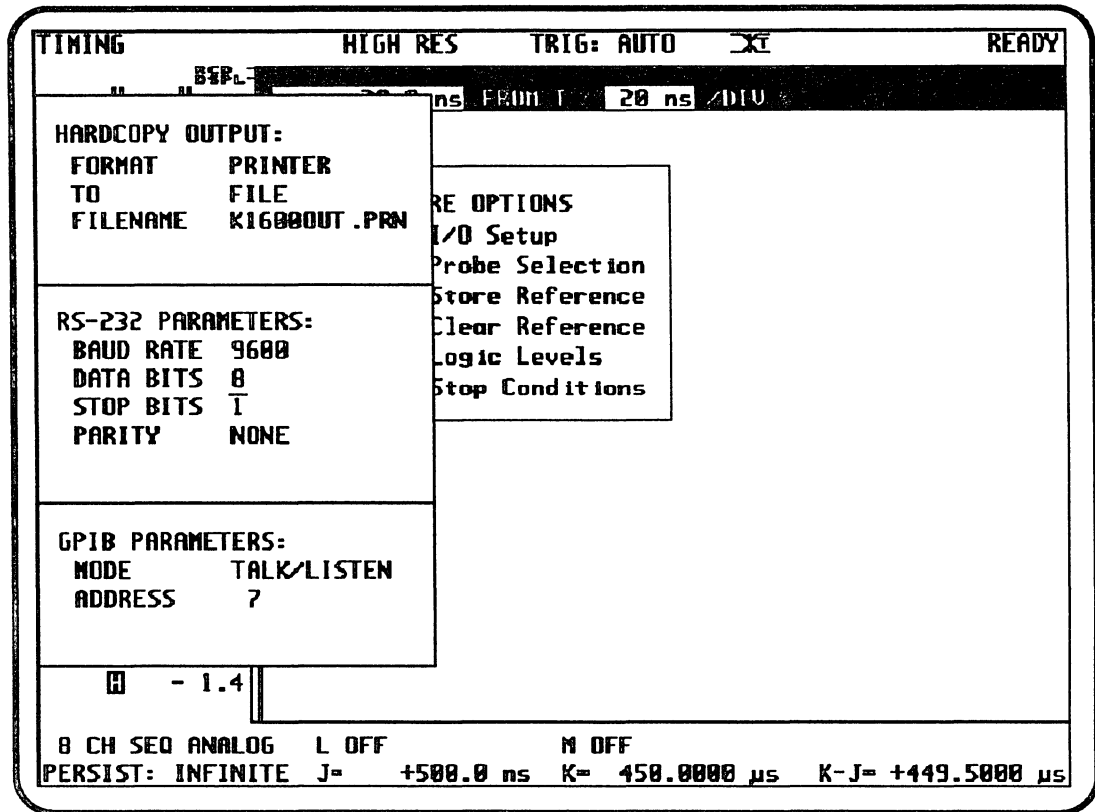 TIMING HIGH RES TRIG: AUTO XT READY
DSPL
ns FROM T 20 ns /DIV
HARDCOPY OUTPUT:
FORMAT PRINTER
TO FILE
FILENAME K1600OUT.PRN
RE OPTIONS
I/O Setup
Probe Selection
Store Reference
Clear Reference
Logic Levels
Stop Conditions
RS-232 PARAMETERS:
BAUD RATE 9600
DATA BITS 8
STOP BITS 1
PARITY NONE
GPIB PARAMETERS:
MODE TALK/LISTEN
ADDRESS 7
H - 1.4
8 CH SEQ ANALOG L OFF M OFF
PERSIST: INFINITE J= +500.0 ns K= 450.0000 µs K-J= +449.5000 µs